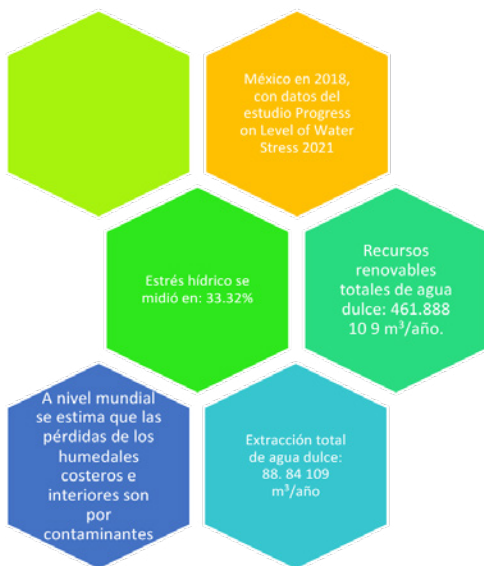 México en 2018,
con datos del
estudio Progress
on Level of Water
Stress 2021
Estrés hídrico se
midió en: 33.32%
Recursos
renovables
totales de agua
dulce: 461.888
10 9 m³/año.
A nivel mundial
se estima que las
pérdidas de los
humedales
costeros e
interiores son
por
contaminantes
Extracción total
de agua dulce:
88. 84 109
m³/año